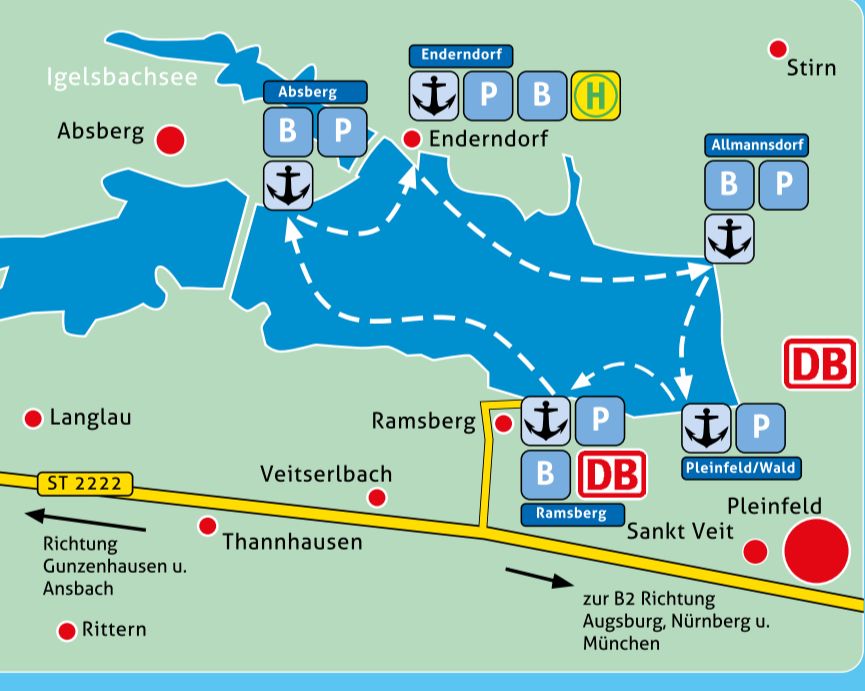 Igelsbachsee
Absberg
Absberg
B P
Enderndorf
P B H
Enderndorf
Stirn
Allmannsdorf
B P
DB
Langlau
Ramsberg
P
B DB
Ramsberg
P
Pleinfeld/Wald
ST 2222
Veitserlbach
Thannhausen
Pleinfeld
Sankt Veit
Richtung
Gunzenhausen u.
Ansbach
zur B2 Richtung
Augsburg, Nürnberg u.
München
Rittern